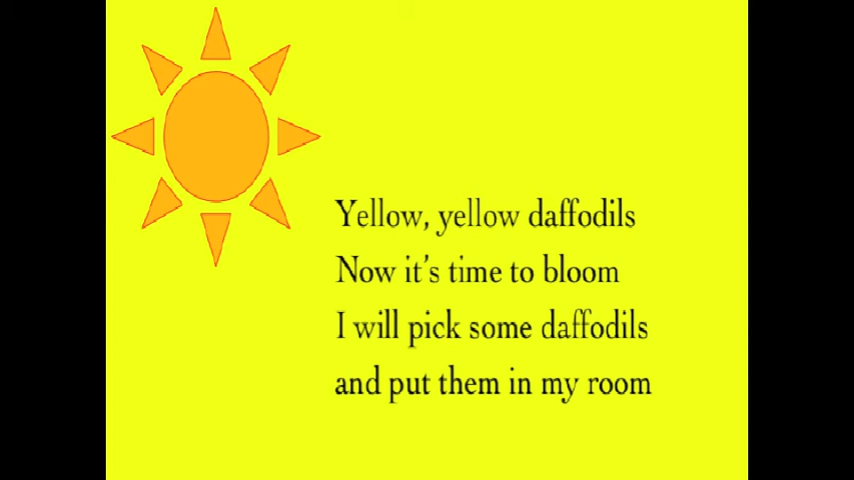 Yellow, yellow daffodils
Now it's time to bloom
I will pick some daffodils
and put them in my room